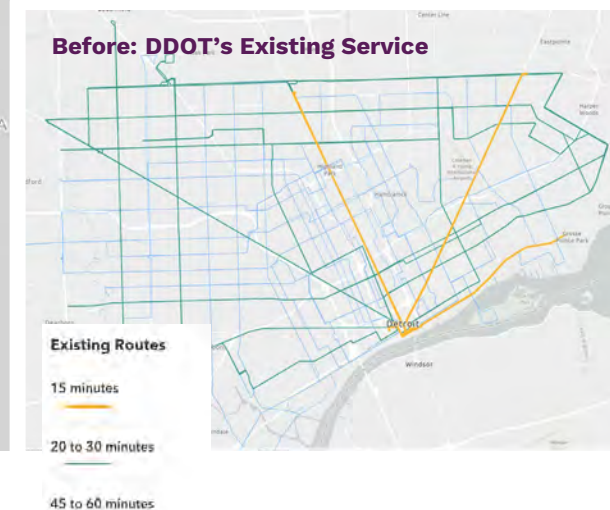 Center Line
Before: DDOT's Existing Service
Eastpointe
Harper
Woods
Highland
Park
Hamtramck
Grosse
Pointe Park
Detroit
Windsor
Dearborn
Existing Routes
15 minutes
20 to 30 minutes
45 to 60 minutes